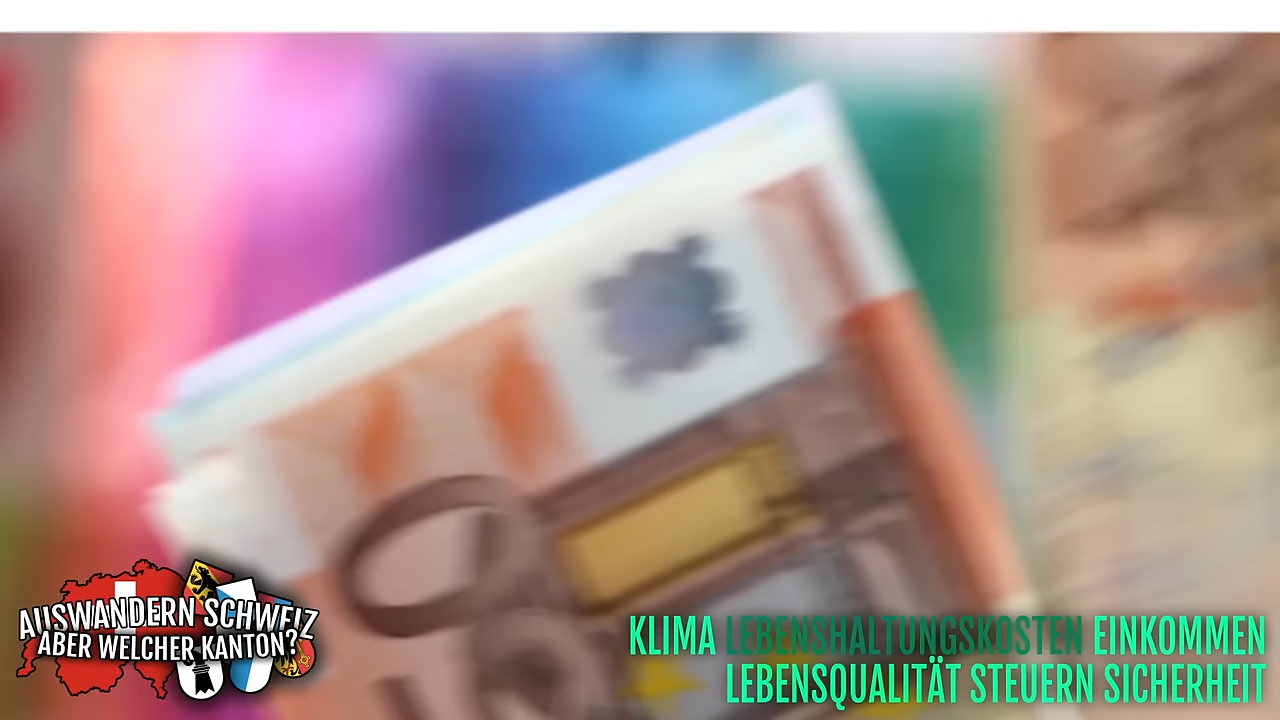 AUSWANDERN SCHWEIZ
ABER WELCHER KANTON?
KLIMA LEBENSHALTUNGSKOSTEN EINKOMMEN
LEBENSQUALITÄT STEUERN SICHERHEIT